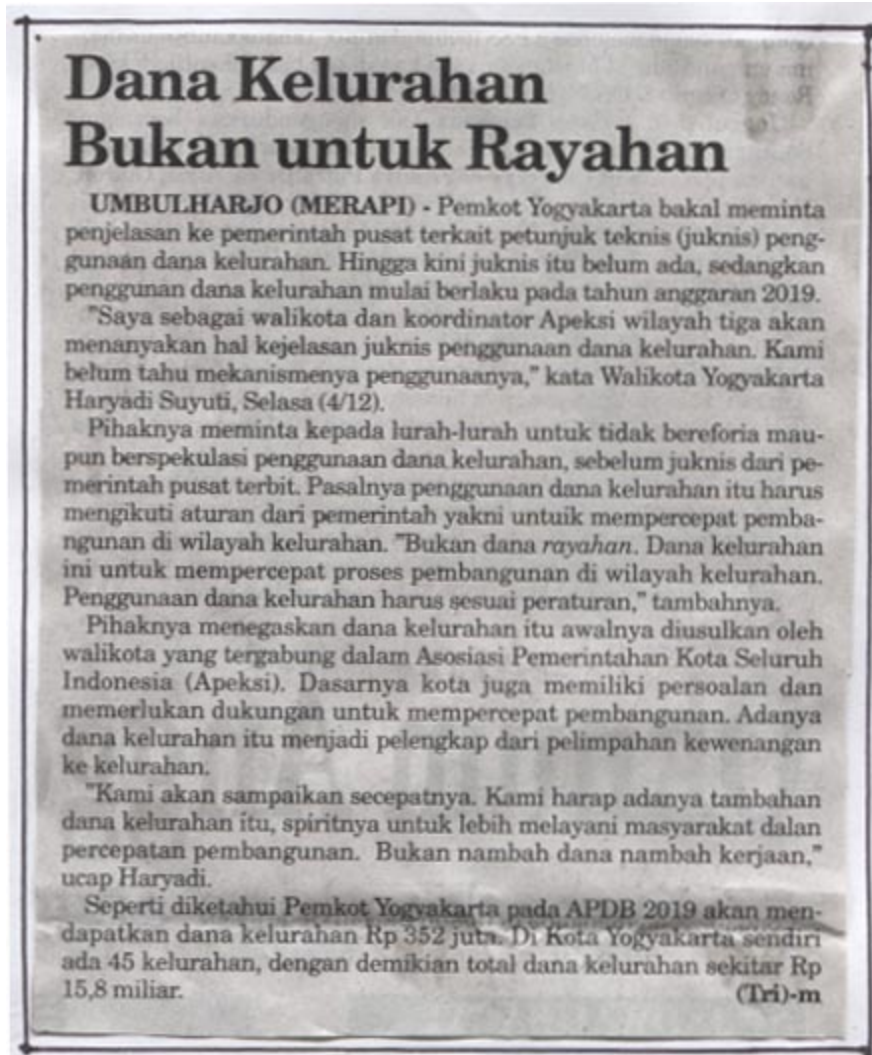 Dana Kelurahan
Bukan untuk Rayahan
UMBULHARJO (MERAPI) - Pemkot Yogyakarta bakal meminta
penjelasan ke pemerintah pusat terkait petunjuk teknis (juknis) peng-
gunaan dana kelurahan. Hingga kini juknis itu belum ada, sedangkan
penggunan dana kelurahan mulai berlaku pada tahun anggaran 2019.
"Saya sebagai walikota dan koordinator Apeksi wilayah tiga akan
menanyakan hal kejelasan juknis penggunaan dana kelurahan. Kami
belum tahu mekanismenya penggunaanya," kata Walikota Yogyakarta
Haryadi Suyuti, Selasa (4/12).
Pihaknya meminta kepada lurah-lurah untuk tidak bereforia mau-
pun berspekulasi penggunaan dana kelurahan, sebelum juknis dari pe-
merintah pusat terbit. Pasalnya penggunaan dana kelurahan itu harus
mengikuti aturan dari pemerintah yakni untuik mempercepat pemba-
ngunan di wilayah kelurahan. "Bukan dana rayahan. Dana kelurahan
ini untuk mempercepat proses pembangunan di wilayah kelurahan.
Penggunaan dana kelurahan harus sesuai peraturan," tambahnya.
Pihaknya menegaskan dana kelurahan itu awalnya diusulkan oleh
walikota yang tergabung dalam Asosiasi Pemerintahan Kota Seluruh
Indonesia (Apeksi). Dasarnya kota juga memiliki persoalan dan
memerlukan dukungan untuk mempercepat pembangunan. Adanya
dana kelurahan itu menjadi pelengkap dari pelimpahan kewenangan
ke kelurahan.
"Kami akan sampaikan secepatnya. Kami harap adanya tambahan
dana kelurahan itu, spiritnya untuk lebih melayani masyarakat dalan
percepatan pembangunan. Bukan nambah dana nambah kerjaan,"
ucap Haryadi.
Seperti diketahui Pemkot Yogyakarta pada APDB 2019 akan men-
dapatkan dana kelurahan Rp 352 juta. Di Kota Yogyakarta sendiri
ada 45 kelurahan, dengan demikian total dana kelurahan sekitar Rp
15,8 miliar. (Tri)-m